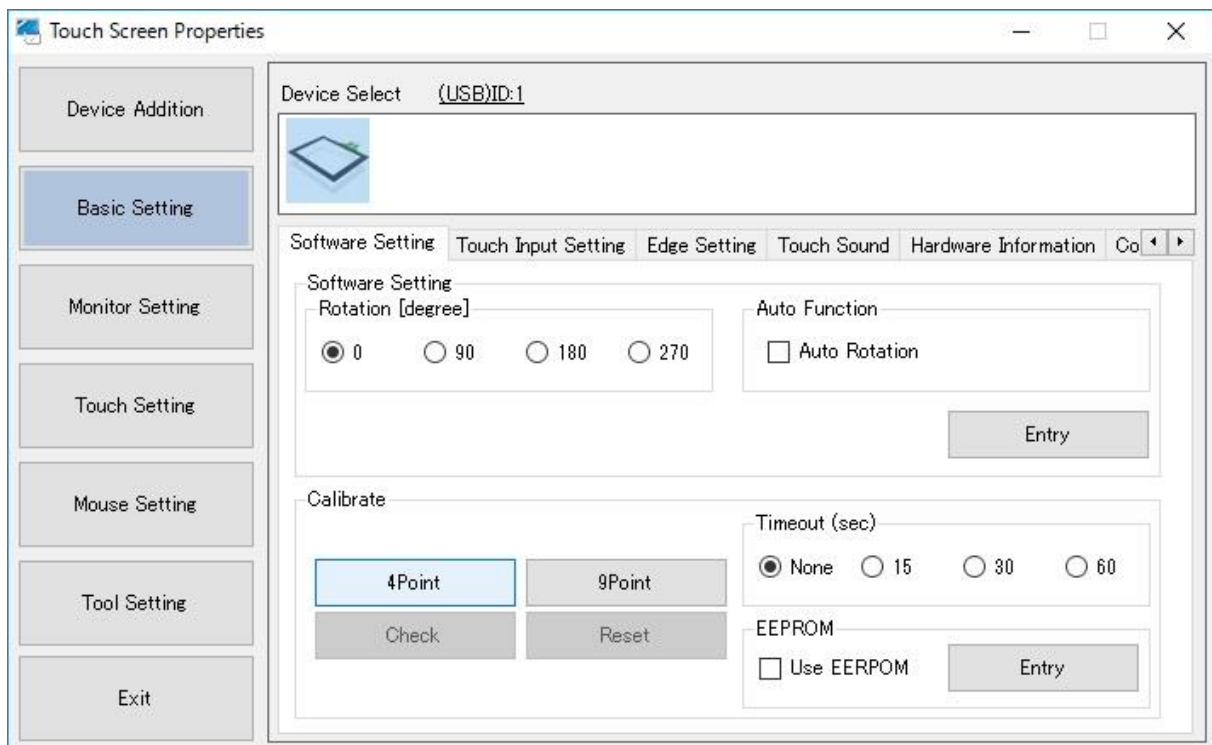 Touch Screen Properties
Device Addition
Basic Setting
Monitor Setting
Touch Setting
Mouse Setting
Tool Setting
Exit
Device Select (USB)ID:1
Software Setting Touch Input Setting Edge Setting Touch Sound Hardware Information Co
Software Setting
Rotation [degree]
0 90 180 270
Auto Function
Auto Rotation
Entry
Calibrate
4Point 9Point
Check Reset
Timeout (sec)
None 15 30 60
EEPROM
Use EERPOM Entry